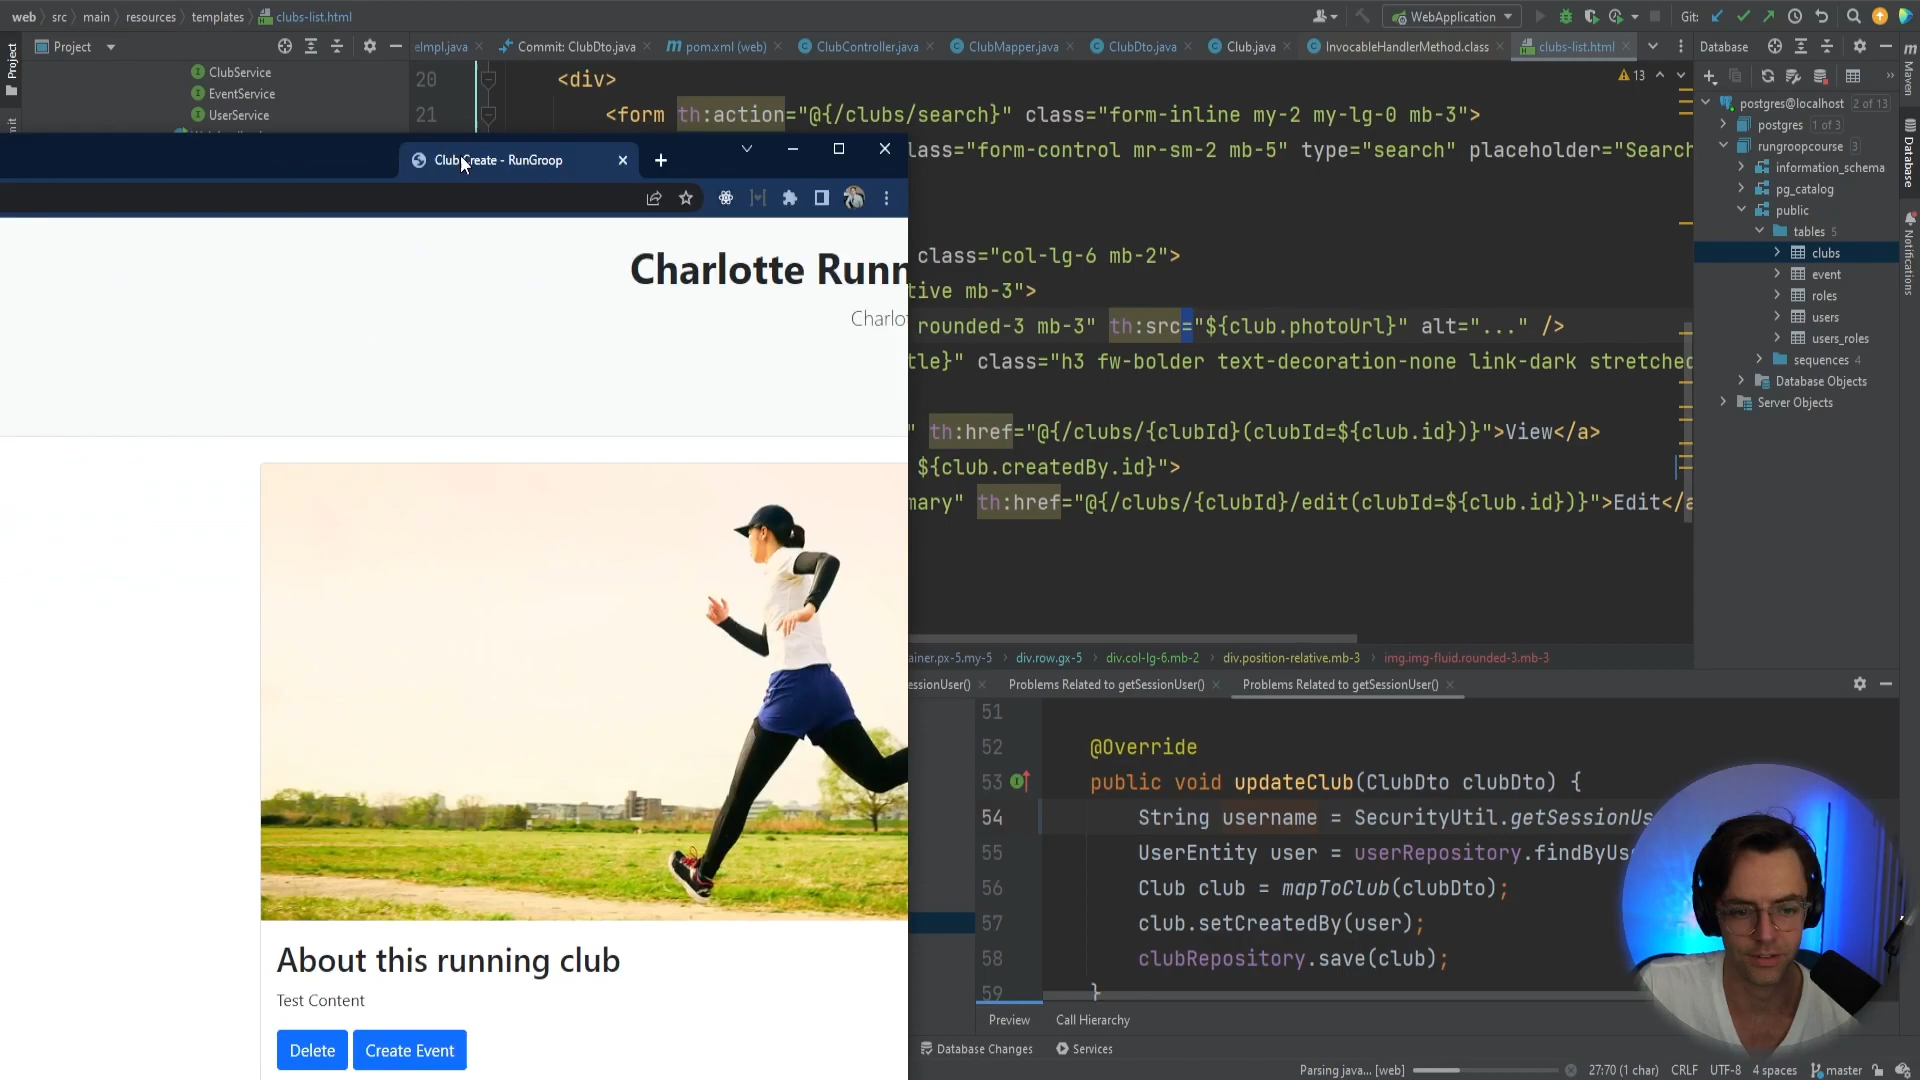 web src main resources templates clubs-list.html
WebApplication
Git:
Project
elmpl.java Commit: ClubDto.java pom.xml (web) ClubController.java ClubMapper.java ClubDto.java Club.java InvocableHandlerMethod.class clubs-list.html
Database
Project
Maven
Database
Notifications
ClubService
EventService
UserService
20 <div>
21 <form th:action="@{/clubs/search}" class="form-inline my-2 my-lg-0 mb-3">
13
lass="form-control mr-sm-2 mb-5" type="search" placeholder="Search
class="col-lg-6 mb-2">
tive mb-3">
rounded-3 mb-3" th:src="${club.photoUrl}" alt="..." />
tle}" class="h3 fw-bolder text-decoration-none link-dark stretched
" th:href="@{/clubs/{clubId}(clubId=${club.id})}">View</a>
${club.createdBy.id}">
mary" th:href="@{/clubs/{clubId}/edit(clubId=${club.id})}">Edit</a
ainer.px-5.my-5 div.row.gx-5 div.col-lg-6.mb-2 div.position-relative.mb-3 img.img-fluid.rounded-3.mb-3
postgres@localhost 2 of 13
postgres 1 of 3
rungroopcourse 3
information_schema
pg_catalog
public
tables 5
clubs
event
roles
users
users_roles
sequences 4
Database Objects
Server Objects
Club Create - RunGroop
Charlotte Runn
Charlo
About this running club
Test Content
Delete Create Event
essionUser() Problems Related to getSessionUser() Problems Related to getSessionUser()
51
52 @Override
53 public void updateClub(ClubDto clubDto) {
54 String username = SecurityUtil.getSessionUs
55 UserEntity user = userRepository.findByUs
56 Club club = mapToClub(clubDto);
57 club.setCreatedBy(user);
58 clubRepository.save(club);
59 }
Preview Call Hierarchy
Database Changes Services
Parsing java... [web] 27:70 (1 char) CRLF UTF-8 4 spaces master